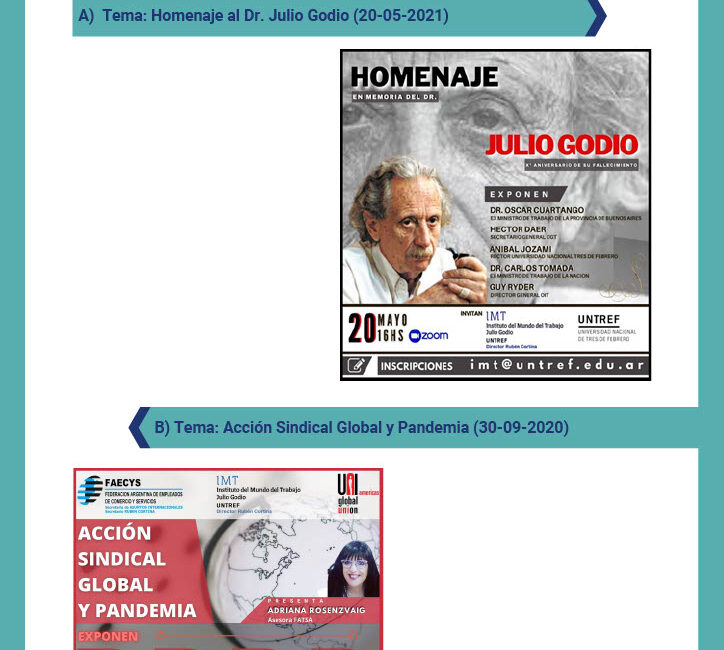 A) Tema: Homenaje al Dr. Julio Godio (20-05-2021)
HOMENAJE
EN MEMORIA DEL DR.
JULIO GODIO
X° ANIVERSARIO DE SU FALLECIMIENTO
EXPONEN
DR. OSCAR CUARTANGO
EX MINISTRO DE TRABAJO DE LA PROVINCIA DE BUENOS AIRES
HECTOR DAER
SECRETARIO GENERAL CGT
ANIBAL JOZAMI
RECTOR UNIVERSIDAD NACIONAL TRES DE FEBRERO
DR. CARLOS TOMADA
EX MINISTRO DE TRABAJO DE LA NACION
GUY RYDER
DIRECTOR GENERAL OIT
20 MAYO
16HS
zoom
INVITAN
IMT
Instituto del Mundo del Trabajo
Julio Godio
UNTREF
Director Rubén Cortina
UNTREF
UNIVERSIDAD NACIONAL
DE TRES DE FEBRERO
INSCRIPCIONES imt@untref.edu.ar
B) Tema: Acción Sindical Global y Pandemia (30-09-2020)
FAECYS
FEDERACION ARGENTINA DE EMPLEADOS
DE COMERCIO Y SERVICIOS
Secretaría de ASUNTOS INTERNACIONALES
Secretario RUBEN CORTINA
IMT
Instituto del Mundo del Trabajo
Julio Godio
UNTREF
Director Rubén Cortina
UNI
americas
global
union
ACCIÓN
SINDICAL
GLOBAL
Y PANDEMIA
PRESENTA
ADRIANA ROSENZVAIG
Asesora FATSA
EXPONEN